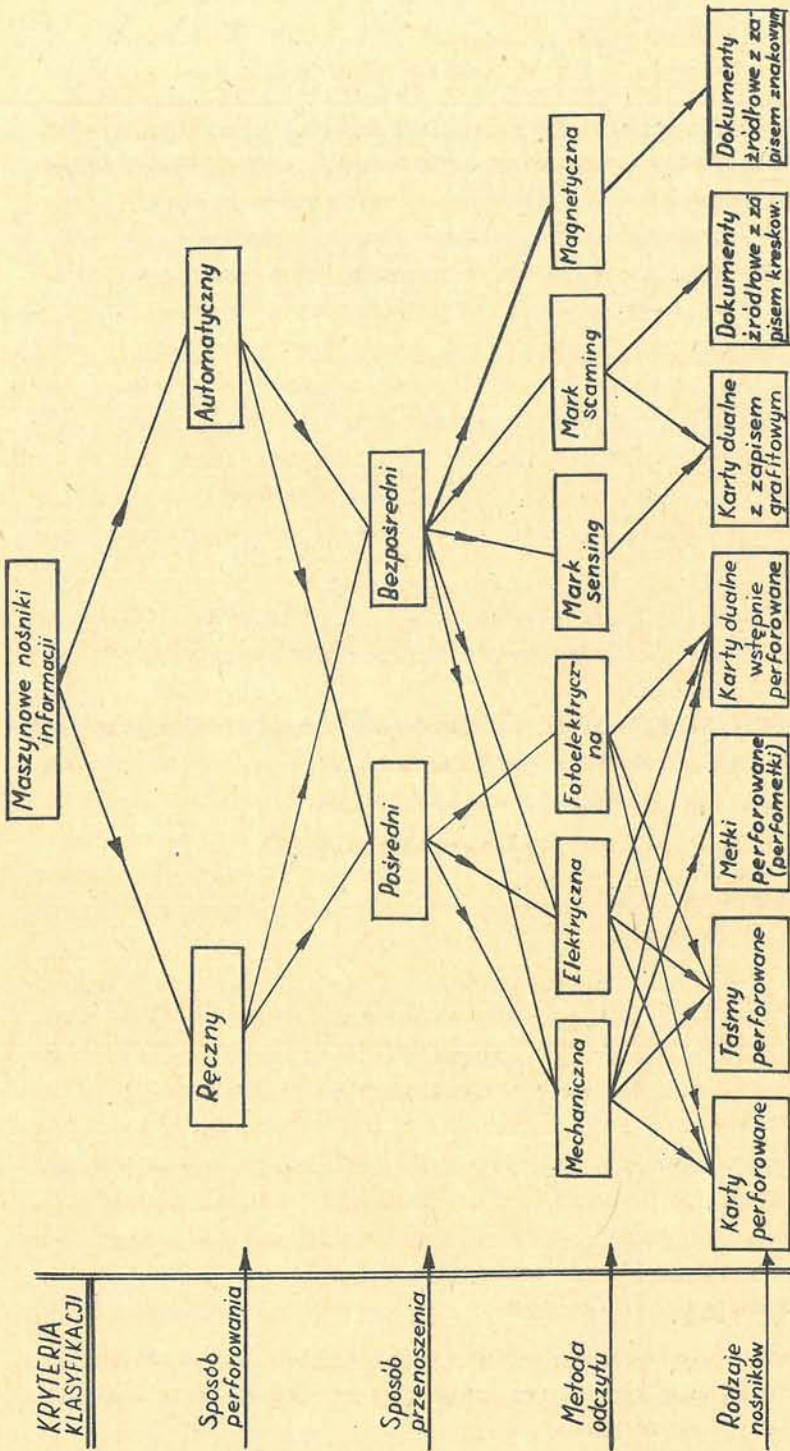 KRYTERIA
KLASYFIKACJI
Maszynowe nośniki
informacji
Sposób
perforowania
Ręczny
Automatyczny
Sposób
przenoszenia
Pośredni
Bezpośredni
Metoda
odczytu
Mechaniczna
Elektryczna
Fotoelektrycz-
na
Mark
sensing
Mark
scaming
Magnetyczna
Rodzaje
nośników
Karty
perforowane
Taśmy
perforowane
Metki
perforowane
(perfometki)
Karty dualne
wstępnie
perforowane
Karty dualne
z zapisem
grafitowym
Dokumenty
źródłowe z za
pisem kreskow.
Dokumenty
źródłowe z za-
pisem znakowym